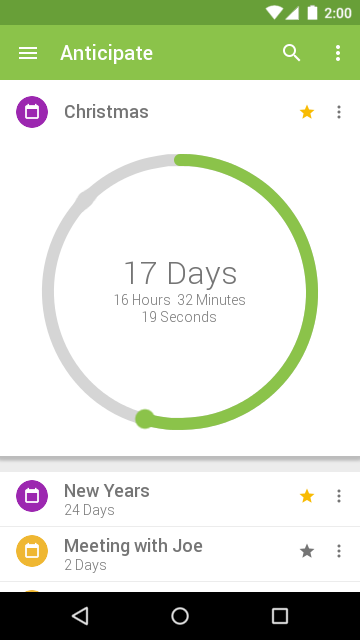 2:00
Anticipate
Christmas
17 Days
16 Hours 32 Minutes
19 Seconds
New Years
24 Days
Meeting with Joe
2 Days